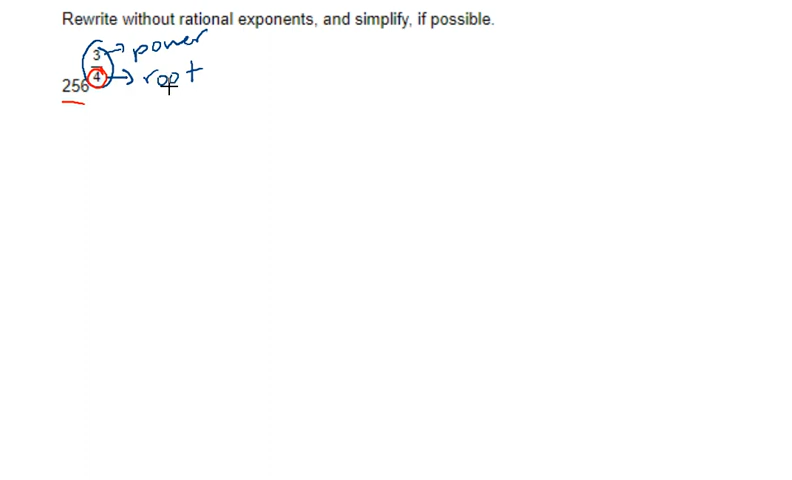 Rewrite without rational exponents, and simplify, if possible.
3 → power
4 → root
256